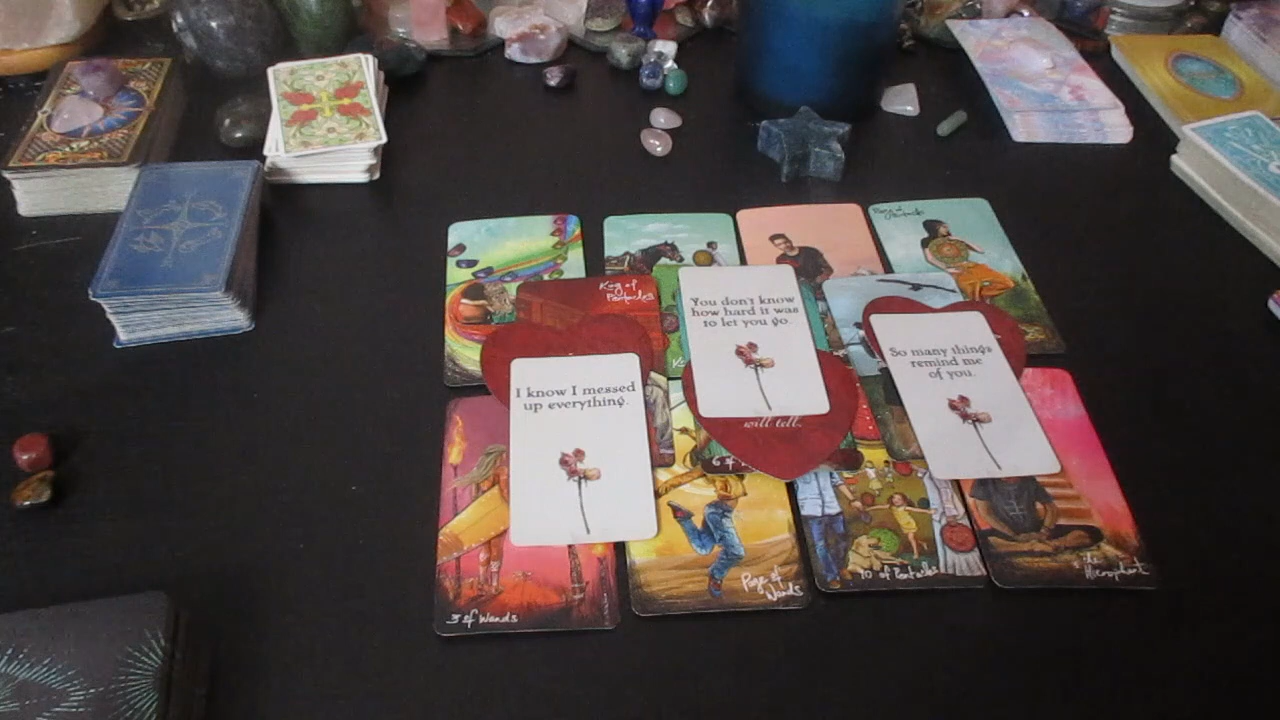 Page of
King of
Pentacles
You don't know
how hard it was
to let you go.
So many things
remind me
of you.
I know I messed
up everything.
will tell.
6 of
3 of Wands
Page of
Wands
10 of Pentacles
the
Hierophant